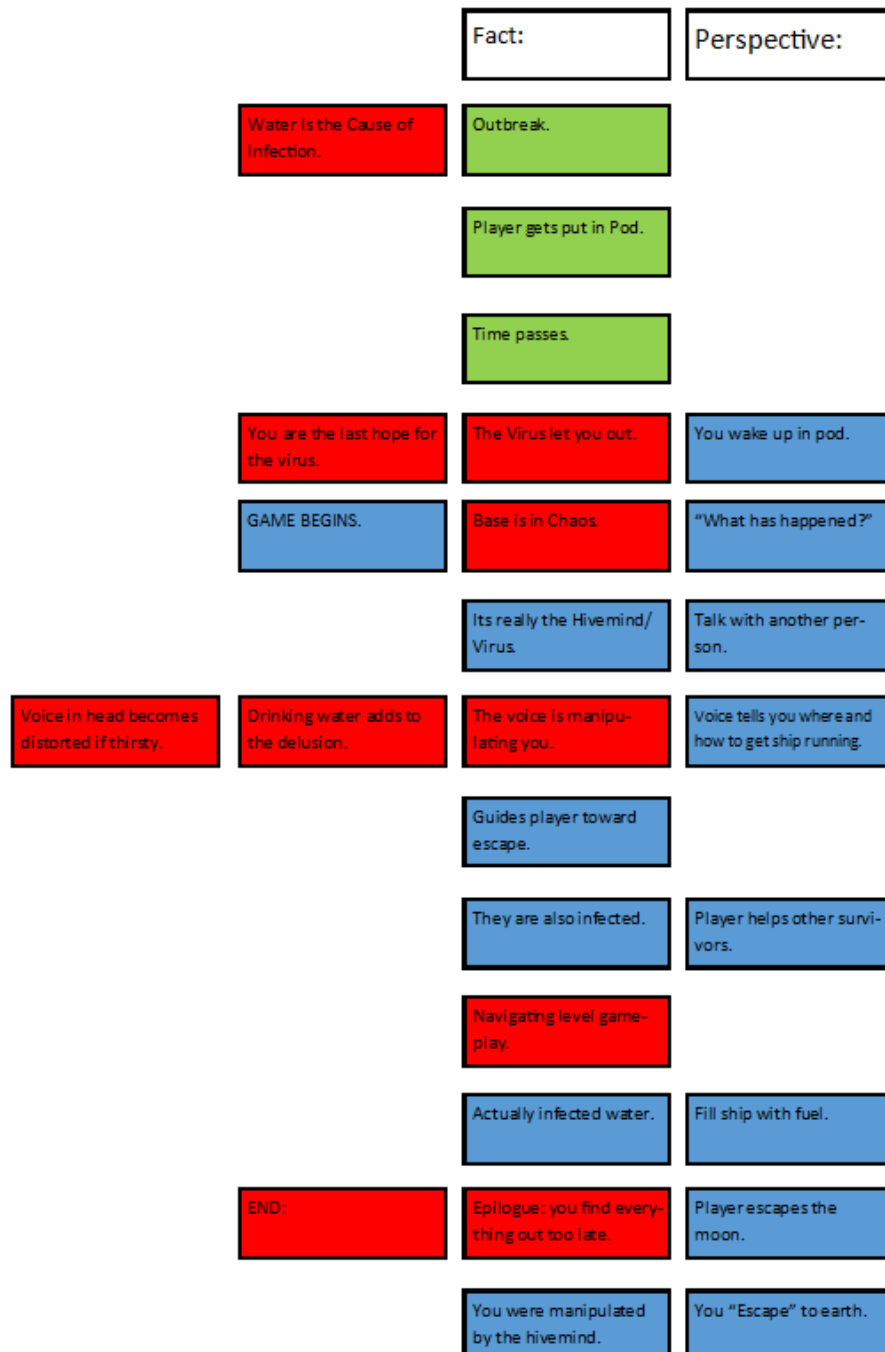 Fact:
Perspective:
Water Is the Cause of
Infection.
Outbreak.
Player gets put in Pod.
Time passes.
You are the last hope for
the virus.
The Virus let you out.
You wake up in pod.
GAME BEGINS.
Base is in Chaos.
“What has happened?”
Its really the Hivemind/
Virus.
Talk with another per-
son.
Voice in head becomes
distorted if thirsty.
Drinking water adds to
the delusion.
The voice is manipu-
lating you.
Voice tells you where and
how to get ship running.
Guides player toward
escape.
They are also infected.
Player helps other survi-
vors.
Navigating level game-
play.
Actually infected water.
Fill ship with fuel.
END:
Epilogue: you find every-
thing out too late.
Player escapes the
moon.
You were manipulated
by the hivemind.
You “Escape” to earth.